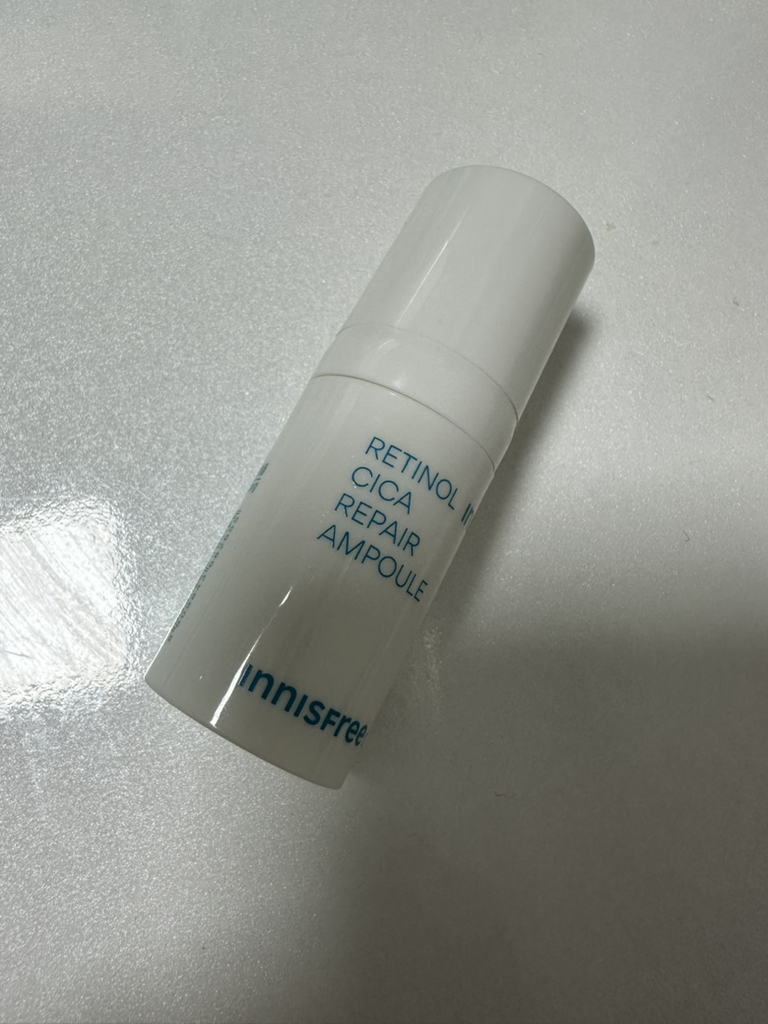 RETINOL
CICA
REPAIR
AMPOULE
INNISFree